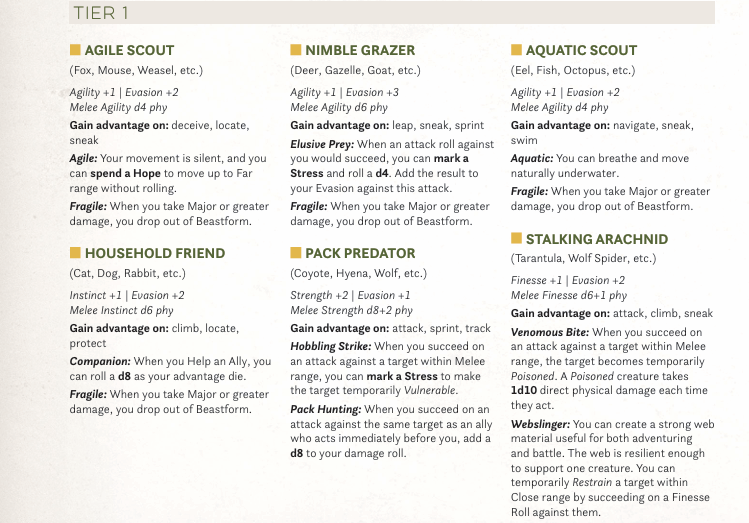 TIER 1
AGILE SCOUT
(Fox, Mouse, Weasel, etc.)
Agility +1 | Evasion +2
Melee Agility d4 phy
Gain advantage on: deceive, locate,
sneak
Agile: Your movement is silent, and you
can spend a Hope to move up to Far
range without rolling.
Fragile: When you take Major or greater
damage, you drop out of Beastform.
HOUSEHOLD FRIEND
(Cat, Dog, Rabbit, etc.)
Instinct +1 | Evasion +2
Melee Instinct d6 phy
Gain advantage on: climb, locate,
protect
Companion: When you Help an Ally, you
can roll a d8 as your advantage die.
Fragile: When you take Major or greater
damage, you drop out of Beastform.
NIMBLE GRAZER
(Deer, Gazelle, Goat, etc.)
Agility +1 | Evasion +3
Melee Agility d6 phy
Gain advantage on: leap, sneak, sprint
Elusive Prey: When an attack roll against
you would succeed, you can mark a
Stress and roll a d4. Add the result to
your Evasion against this attack.
Fragile: When you take Major or greater
damage, you drop out of Beastform.
PACK PREDATOR
(Coyote, Hyena, Wolf, etc.)
Strength +2 | Evasion +1
Melee Strength d8+2 phy
Gain advantage on: attack, sprint, track
Hobbling Strike: When you succeed on
an attack against a target within Melee
range, you can mark a Stress to make
the target temporarily Vulnerable.
Pack Hunting: When you succeed on an
attack against the same target as an ally
who acts immediately before you, add a
d8 to your damage roll.
AQUATIC SCOUT
(Eel, Fish, Octopus, etc.)
Agility +1 | Evasion +2
Melee Agility d4 phy
Gain advantage on: navigate, sneak,
swim
Aquatic: You can breathe and move
naturally underwater.
Fragile: When you take Major or greater
damage, you drop out of Beastform.
STALKING ARACHNID
(Tarantula, Wolf Spider, etc.)
Finesse +1 | Evasion +2
Melee Finesse d6+1 phy
Gain advantage on: attack, climb, sneak
Venomous Bite: When you succeed on
an attack against a target within Melee
range, the target becomes temporarily
Poisoned. A Poisoned creature takes
1d10 direct physical damage each time
they act.
Webslinger: You can create a strong web
material useful for both adventuring
and battle. The web is resilient enough
to support one creature. You can
temporarily Restrain a target within
Close range by succeeding on a Finesse
Roll against them.